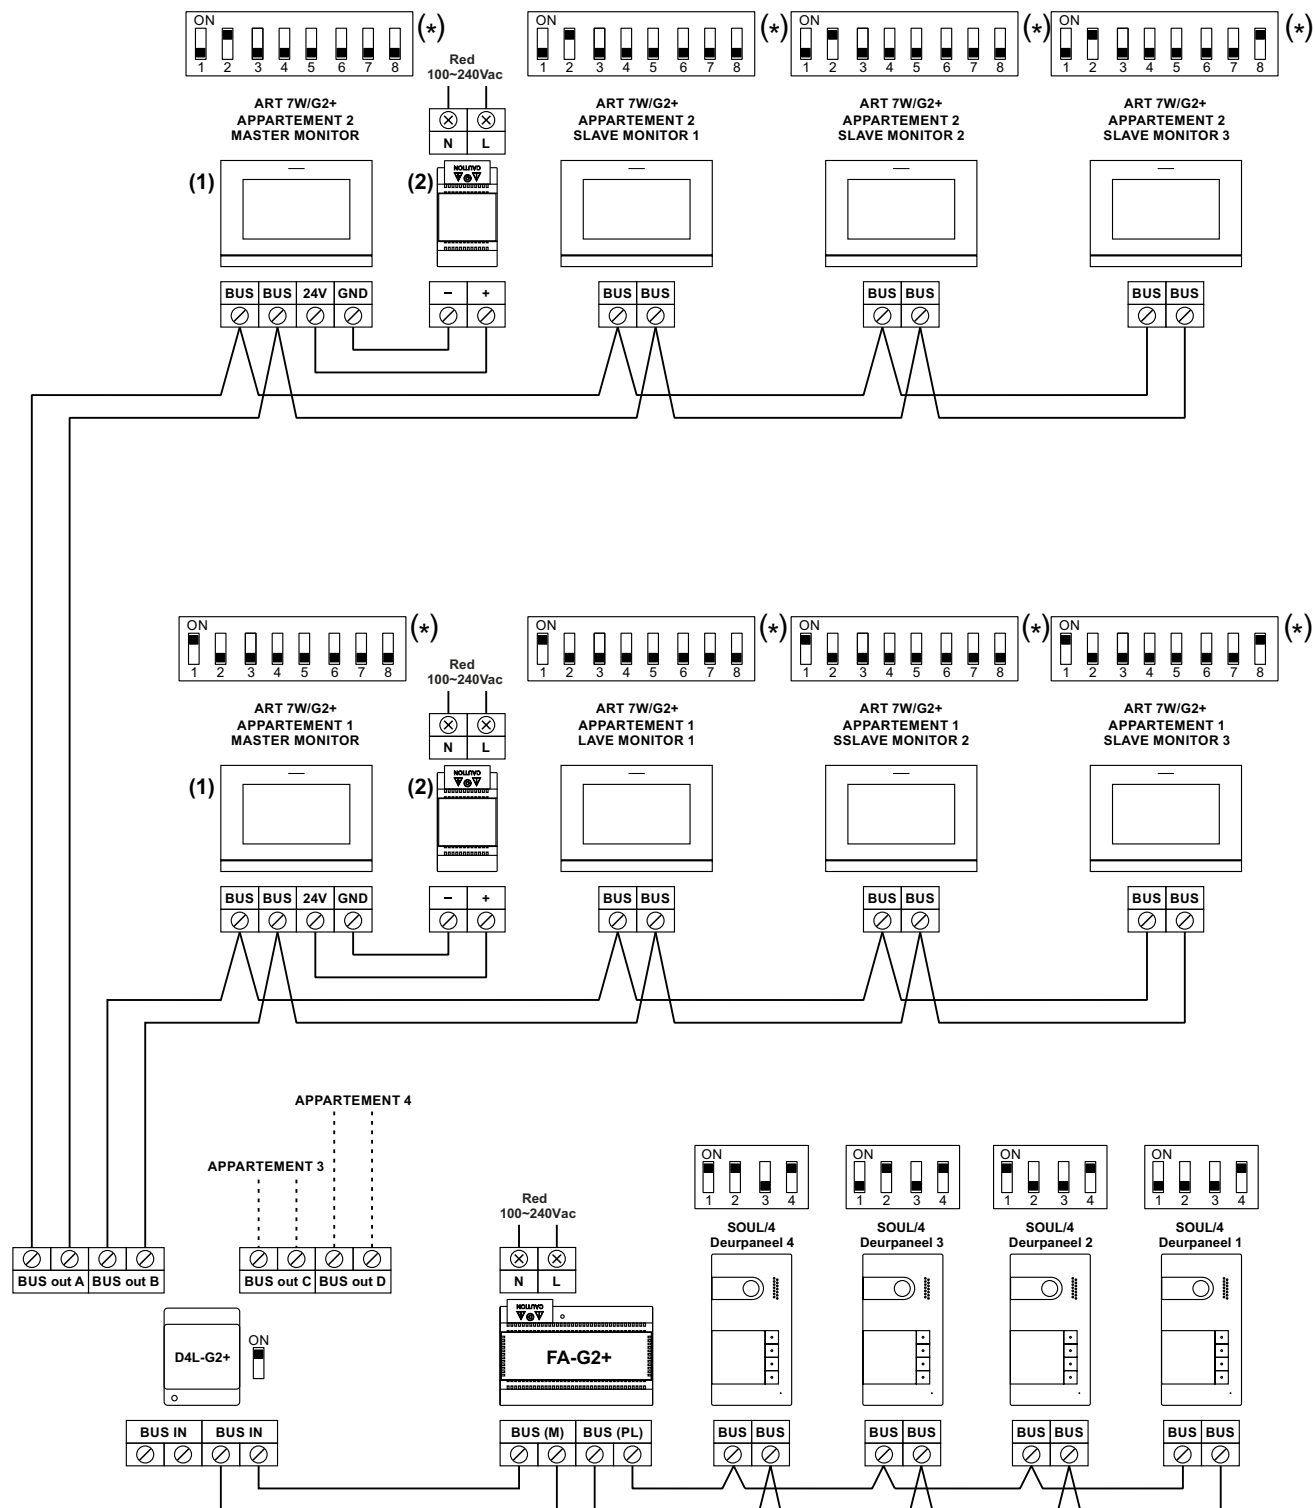 ON
1 2 3 4 5 6 7 8
(*)
ON
1 2 3 4 5 6 7 8
(*)
ON
1 2 3 4 5 6 7 8
(*)
ON
1 2 3 4 5 6 7 8
(*)
Red
100~240Vac
N L
ART 7W/G2+
APPARTEMENT 2
MASTER MONITOR
ART 7W/G2+
APPARTEMENT 2
SLAVE MONITOR 1
ART 7W/G2+
APPARTEMENT 2
SLAVE MONITOR 2
ART 7W/G2+
APPARTEMENT 2
SLAVE MONITOR 3
(1)
(2)
CAUTION
BUS BUS 24V GND
– +
BUS BUS
BUS BUS
BUS BUS
ON
1 2 3 4 5 6 7 8
(*)
ON
1 2 3 4 5 6 7 8
(*)
ON
1 2 3 4 5 6 7 8
(*)
ON
1 2 3 4 5 6 7 8
(*)
Red
100~240Vac
N L
ART 7W/G2+
APPARTEMENT 1
MASTER MONITOR
ART 7W/G2+
APPARTEMENT 1
LAVE MONITOR 1
ART 7W/G2+
APPARTEMENT 1
SSLAVE MONITOR 2
ART 7W/G2+
APPARTEMENT 1
SLAVE MONITOR 3
(1)
(2)
CAUTION
BUS BUS 24V GND
– +
BUS BUS
BUS BUS
BUS BUS
APPARTEMENT 4
APPARTEMENT 3
BUS out A BUS out B
BUS out C BUS out D
Red
100~240Vac
N L
ON
1 2 3 4
ON
1 2 3 4
ON
1 2 3 4
ON
1 2 3 4
SOUL/4
Deurpaneel 4
SOUL/4
Deurpaneel 3
SOUL/4
Deurpaneel 2
SOUL/4
Deurpaneel 1
D4L-G2+
ON
CAUTION
FA-G2+
BUS IN BUS IN
BUS (M) BUS (PL)
BUS BUS
BUS BUS
BUS BUS
BUS BUS